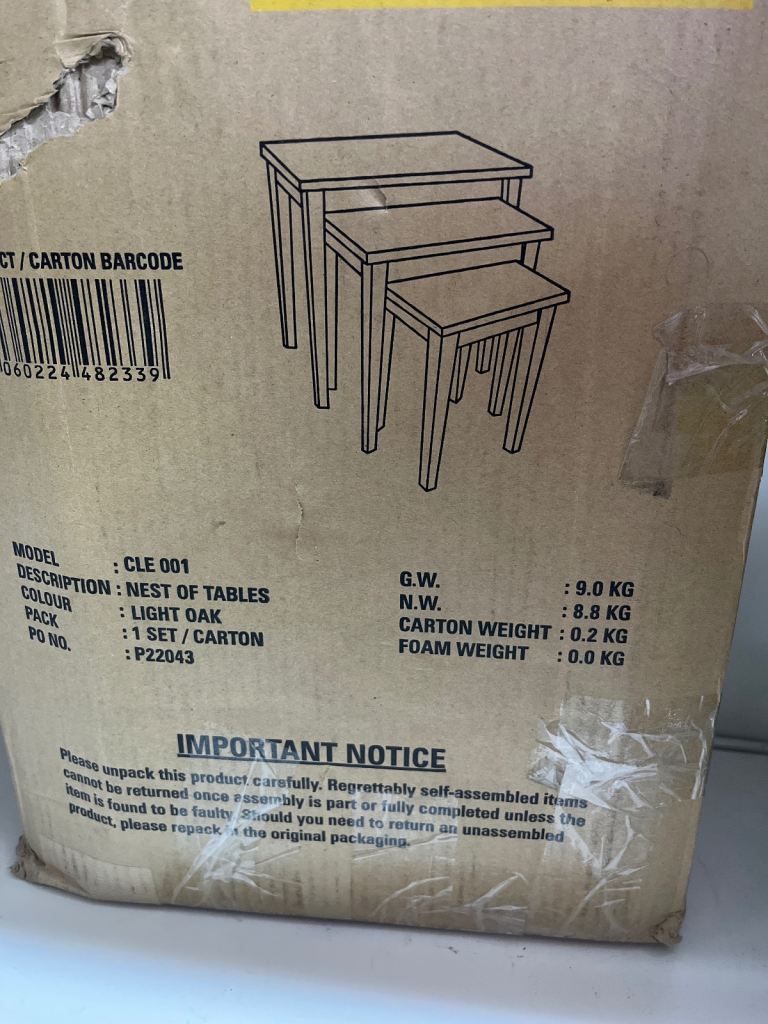 CT / CARTON BARCODE
060224 482339
MODEL : CLE 001
DESCRIPTION : NEST OF TABLES
COLOUR : LIGHT OAK
PACK : 1 SET / CARTON
PO NO. : P22043
G.W. : 9.0 KG
N.W. : 8.8 KG
CARTON WEIGHT : 0.2 KG
FOAM WEIGHT : 0.0 KG
IMPORTANT NOTICE
Please unpack this product carefully. Regrettably self-assembled items
cannot be returned once assembly is part or fully completed unless the
item is found to be faulty. Should you need to return an unassembled
product, please repack in the original packaging.